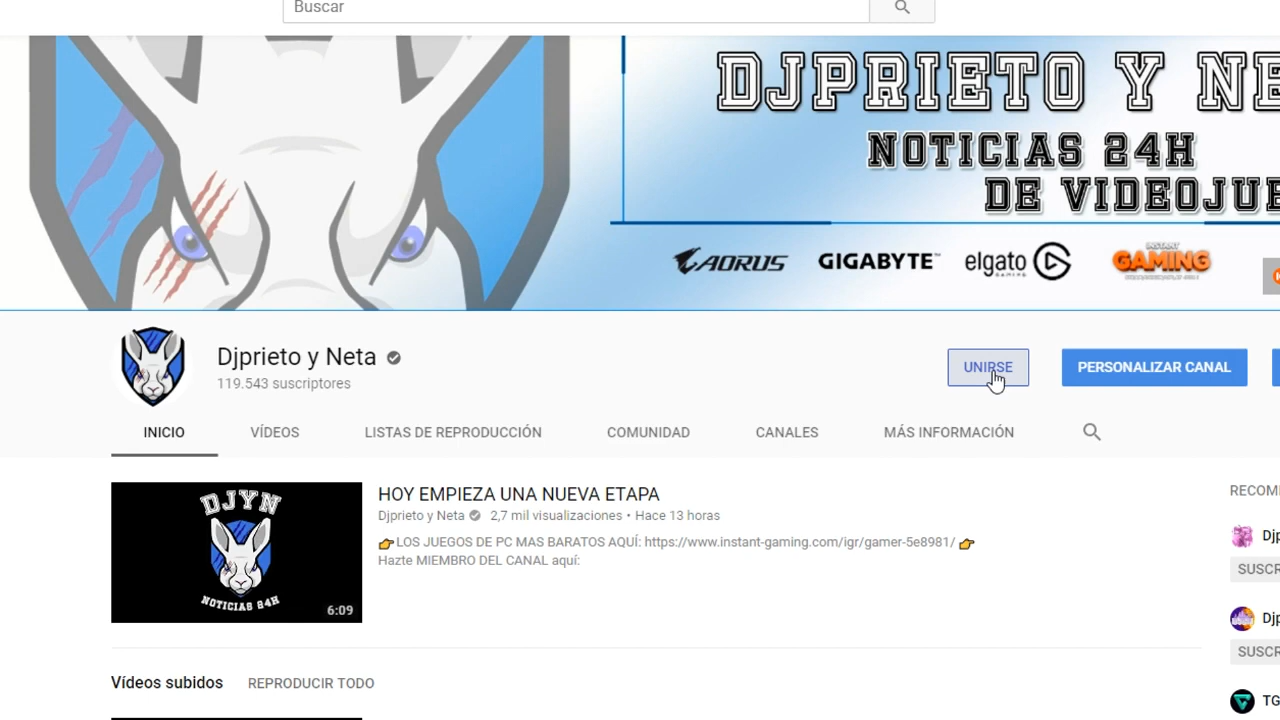 Buscar
DJPRIETO Y NE
NOTICIAS 24H
DE VIDEOJUE
AORUS GIGABYTE™ elgato GAMING INSTANT GAMING
Djprieto y Neta
119.543 suscriptores
UNIRSE PERSONALIZAR CANAL
INICIO VÍDEOS LISTAS DE REPRODUCCIÓN COMUNIDAD CANALES MÁS INFORMACIÓN
DJYN
NOTICIAS 24H
6:09
HOY EMPIEZA UNA NUEVA ETAPA
Djprieto y Neta 2,7 mil visualizaciones • Hace 13 horas
👉LOS JUEGOS DE PC MAS BARATOS AQUÍ: https://www.instant-gaming.com/igr/gamer-5e8981/ 👉
Hazte MIEMBRO DEL CANAL aquí:
RECOM
Djp
SUSCR
Djp
SUSCR
TG
Vídeos subidos REPRODUCIR TODO